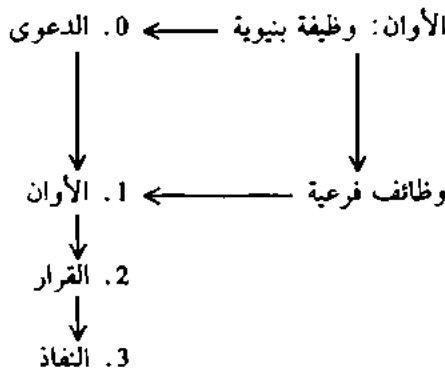 الأوان: وظيفة بنيوية
0. الدعوى
وظائف فرعية
1. الأوان
2. القرار
3. النفاذ